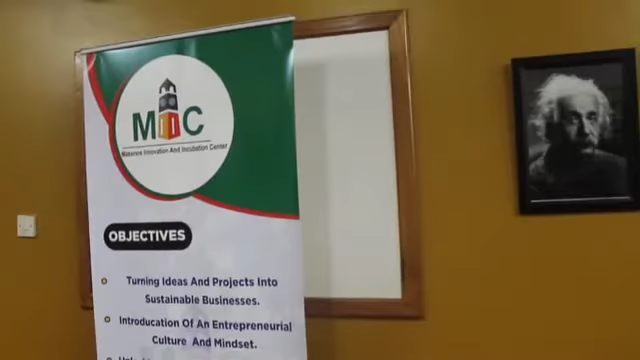 MIIC
Makerere Innovation And Incubation Center
OBJECTIVES
Turning Ideas And Projects Into
Sustainable Businesses.
Introducation Of An Entrepreneurial
Culture And Mindset.